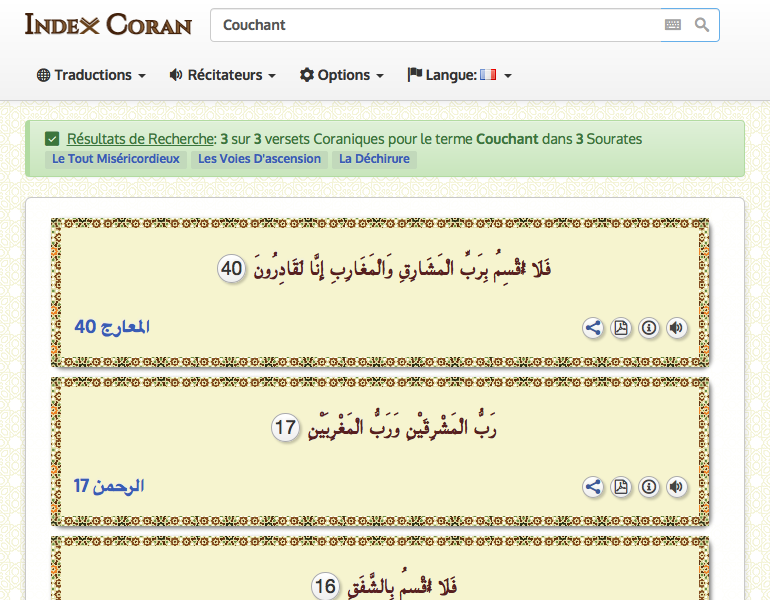 INDEX CORAN
Couchant
Traductions Récitateurs Options Langue:
Résultats de Recherche: 3 sur 3 versets Coraniques pour le terme Couchant dans 3 Sourates
Le Tout Miséricordieux Les Voies D'ascension La Déchirure
فَلَا أُقْسِمُ بِرَبِّ الْمَشَارِقِ وَالْمَغَارِبِ إِنَّا لَقَادِرُونَ 40
المعارج 40
رَبُّ الْمَشْرِقَيْنِ وَرَبُّ الْمَغْرِبَيْنِ 17
الرحمن 17
فَلَا أُقْسِمُ بِالشَّفَقِ 16